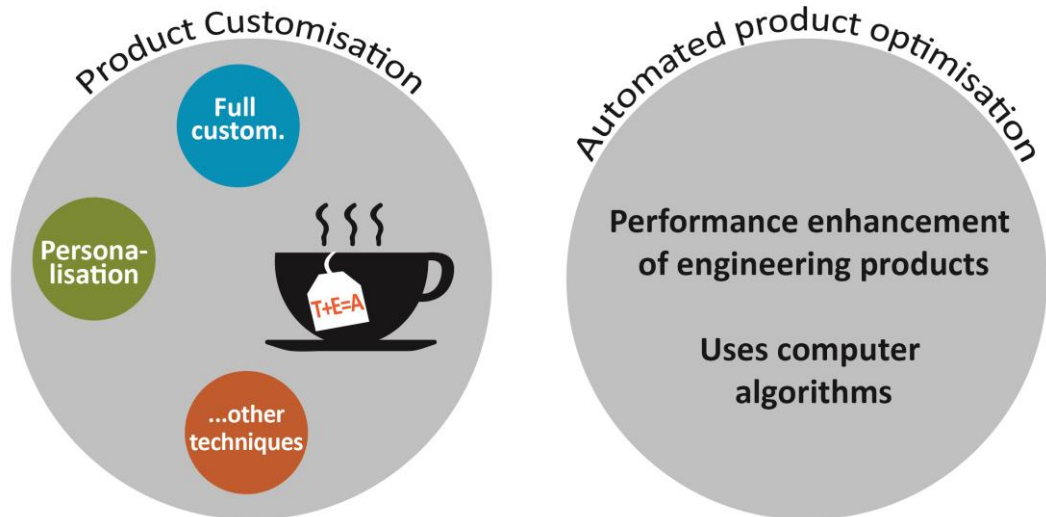 Product Customisation
Full
custom.
Persona-
lisation
T+E=A
...other
techniques
Automated product optimisation
Performance enhancement
of engineering products
Uses computer
algorithms